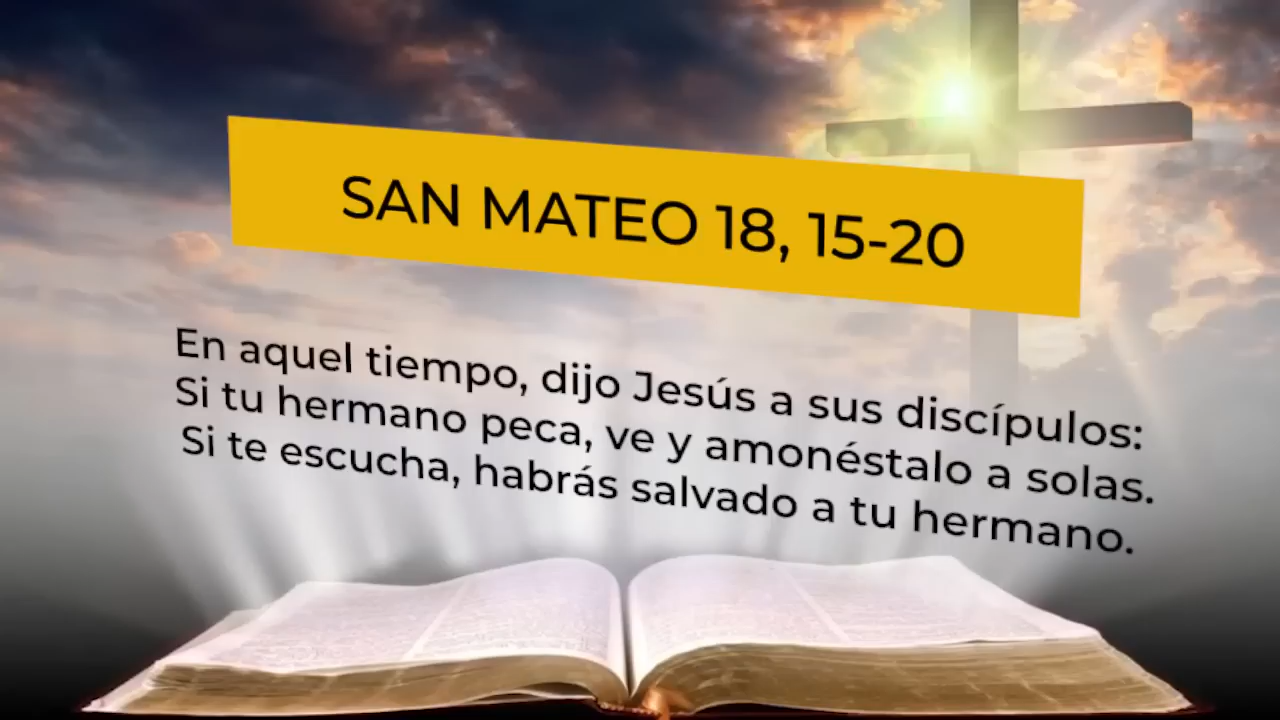 SAN MATEO 18, 15-20
En aquel tiempo, dijo Jesús a sus discípulos:
Si tu hermano peca, ve y amonéstalo a solas.
Si te escucha, habrás salvado a tu hermano.